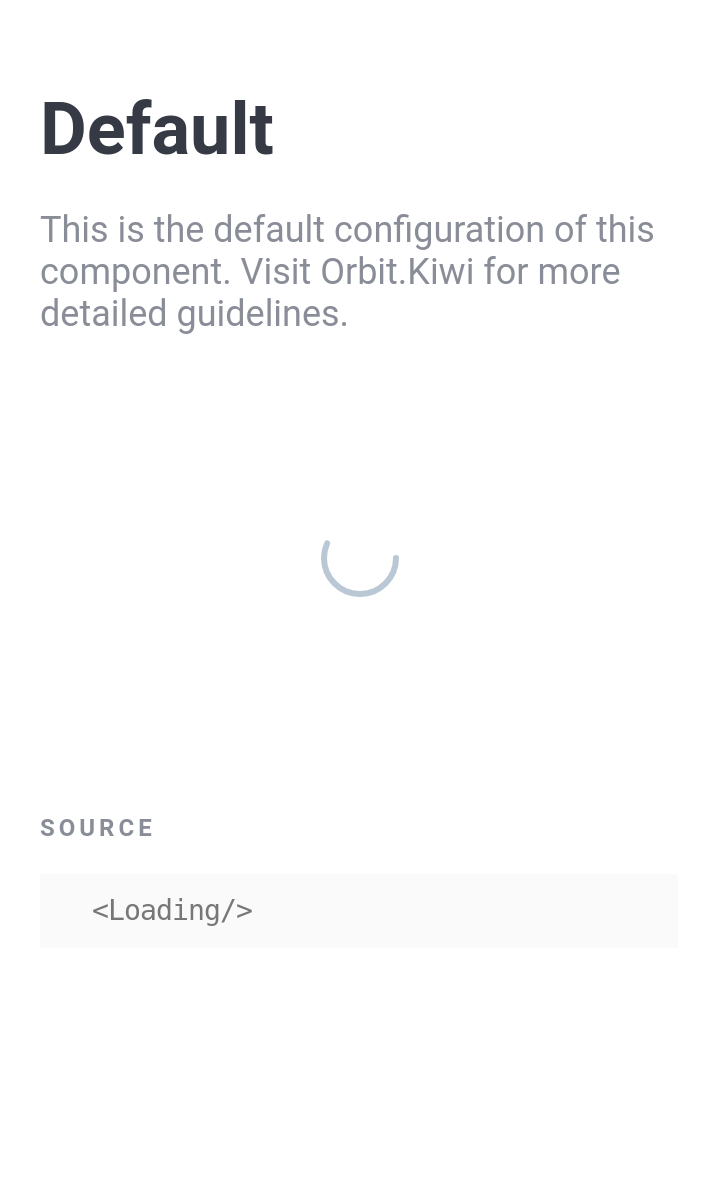 Default
This is the default configuration of this
component. Visit Orbit.Kiwi for more
detailed guidelines.
SOURCE
<Loading/>